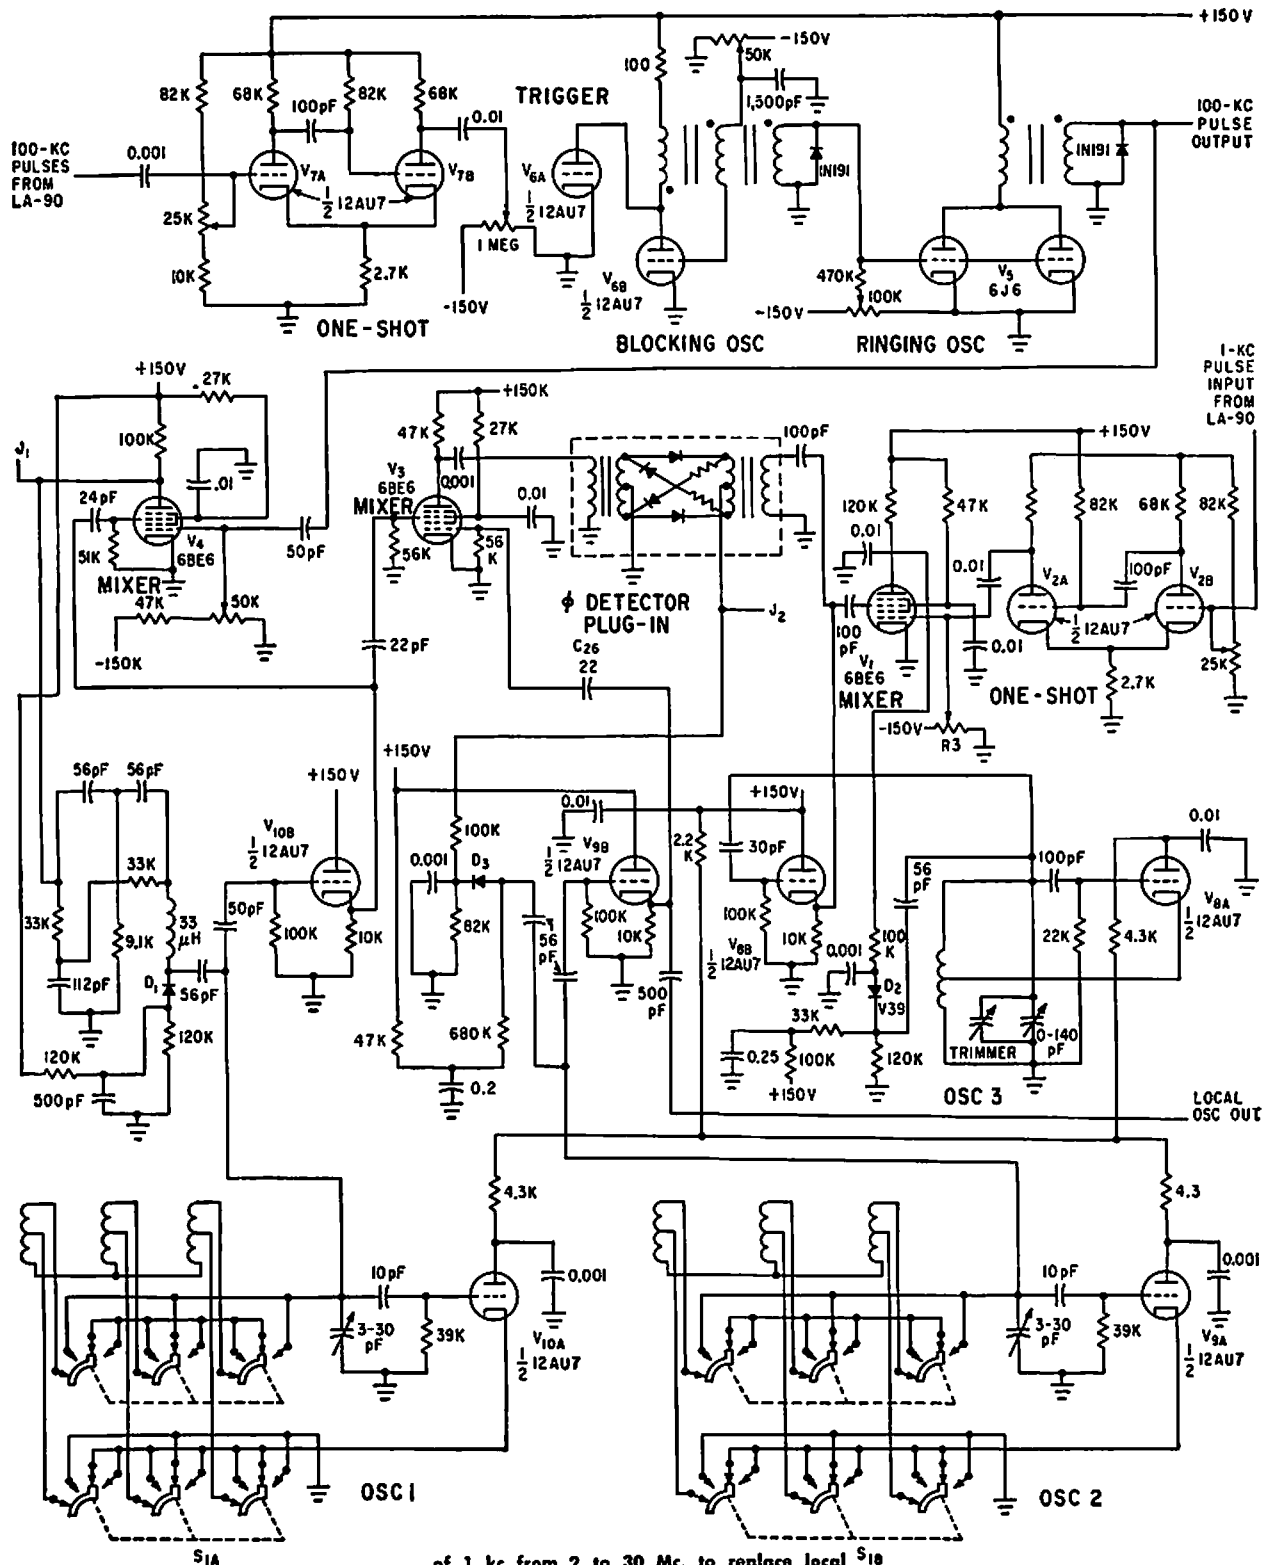 +150V
82K
68K
100pF
82K
68K
0.01
TRIGGER
100
50K
-150V
1,500pF
100-KC
PULSE
OUTPUT
100-KC
PULSES
FROM
LA-90
0.001
V7A
V7B
1/2 12AU7
25K
10K
2.7K
1 MEG
-150V
V6A
1/2 12AU7
V6B
1/2 12AU7
1N191
1N191
470K
100K
-150V
V5
6J6
ONE-SHOT
BLOCKING OSC
RINGING OSC
1-KC
PULSE
INPUT
FROM
LA-90
+150V
.27K
100K
J1
24pF
.01
51K
V4
6BE6
MIXER
50pF
47K
50K
-150K
+150K
47K
27K
V3
6BE6
MIXER
0.001
0.01
56K
56
K
22pF
C26
22
ϕ DETECTOR
PLUG-IN
J2
100pF
+150V
120K
47K
82K
68K
82K
0.01
0.01
100pF
V2A
V2B
1/2 12AU7
100
pF
V1
6BE6
MIXER
0.01
ONE-SHOT
2.7K
25K
-150V
R3
56pF
56pF
33K
33K
9.1K
33
μH
112pF
D1
56pF
120K
120K
500pF
+150V
V10B
1/2 12AU7
50pF
100K
10K
+150V
100K
0.001
D3
82K
56
pF
47K
680K
0.2
0.01
V9B
1/2 12AU7
100K
10K
500
pF
2.2
K
+150V
30pF
100K
V8B
1/2 12AU7
10K
0.001
100
K
D2
V39
33K
0.25
100K
+150V
120K
56
pF
100pF
22K
4.3K
0.01
V8A
1/2 12AU7
TRIMMER
0-140
pF
OSC 3
LOCAL
OSC OUT
4.3K
0.001
10pF
3-30
pF
39K
V10A
1/2 12AU7
OSC 1
S1A
4.3
0.001
10pF
3-30
pF
39K
V9A
1/2 12AU7
OSC 2
S1B
of 1 kc from 2 to 30 Mc, to replace local